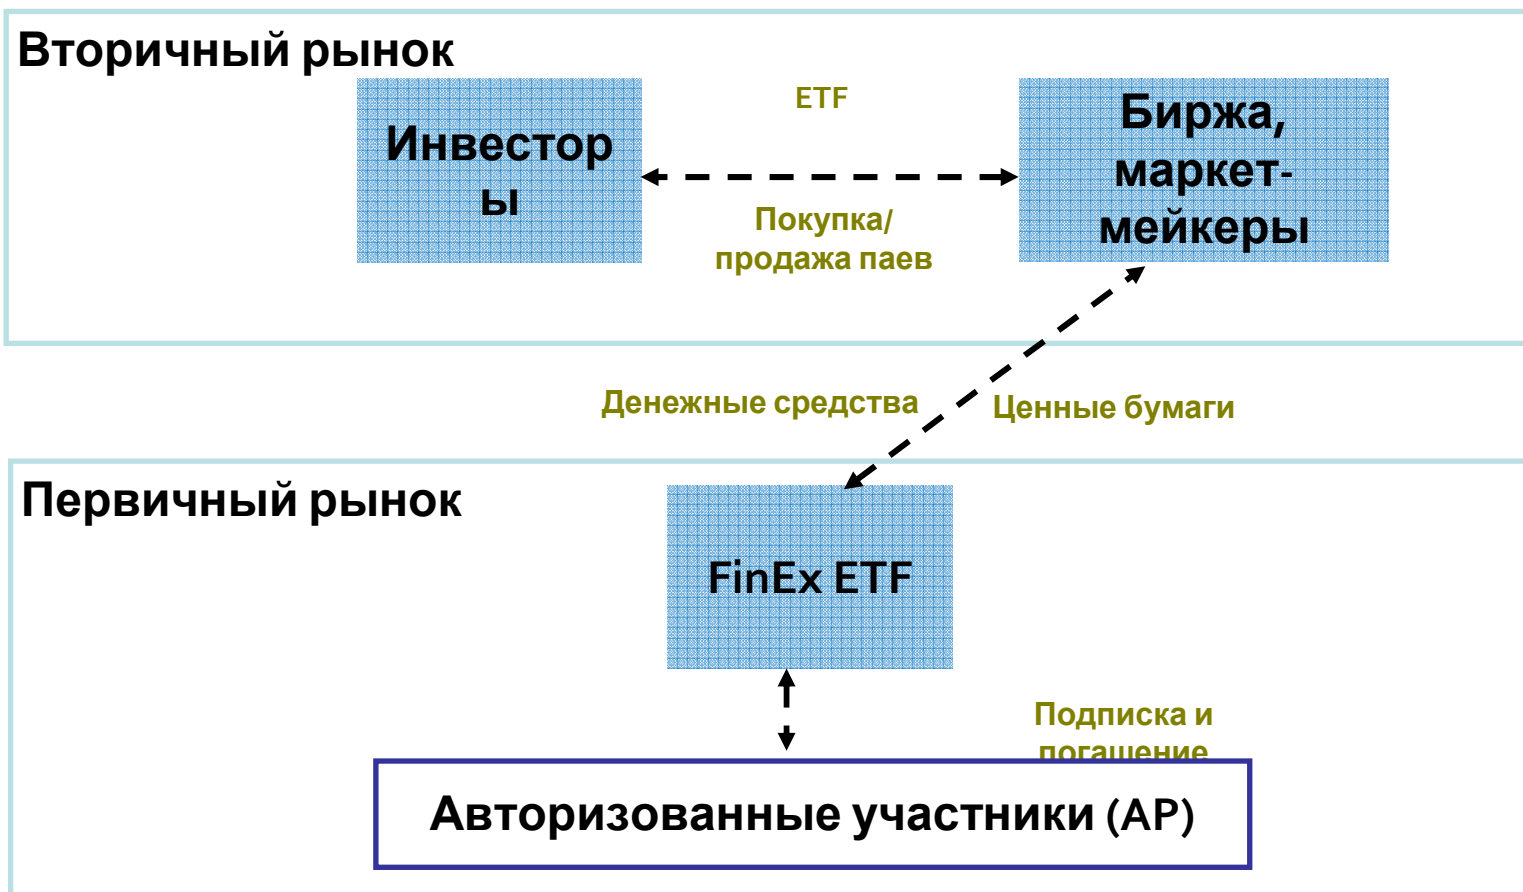 Вторичный рынок
ETF
Инвестор
ы
Биржа,
маркет-
мейкеры
Покупка/
продажа паев
Денежные средства
Ценные бумаги
Первичный рынок
FinEx ETF
Подписка и
погашение
Авторизованные участники (AP)